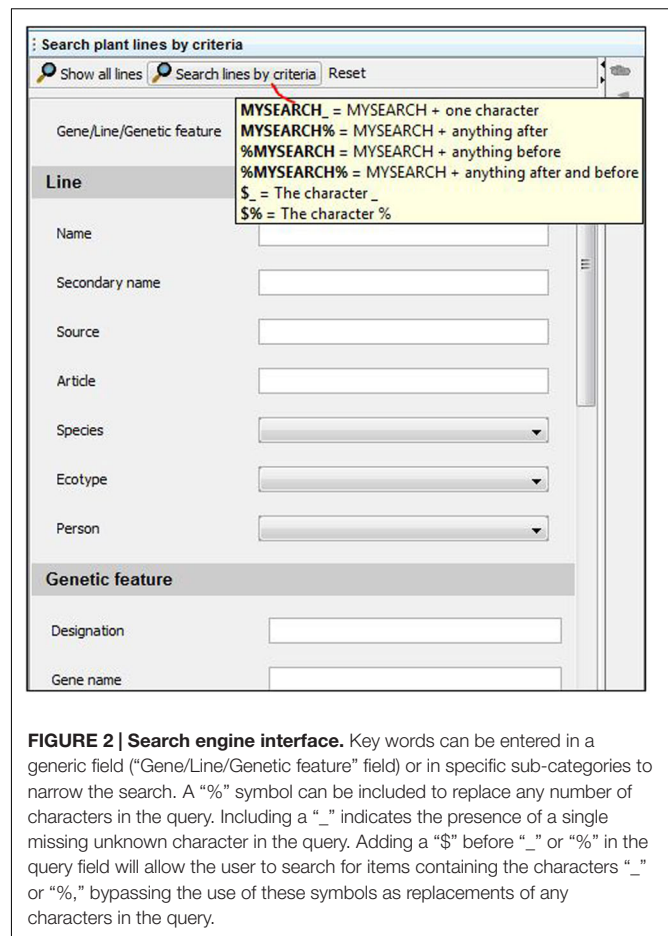 Search plant lines by criteria
Show all lines Search lines by criteria Reset
MYSEARCH_ = MYSEARCH + one character
MYSEARCH% = MYSEARCH + anything after
%MYSEARCH = MYSEARCH + anything before
%MYSEARCH% = MYSEARCH + anything after and before
$_ = The character _
$% = The character %
Gene/Line/Genetic feature
Line
Name
Secondary name
Source
Article
Species
Ecotype
Person
Genetic feature
Designation
Gene name
FIGURE 2 | Search engine interface. Key words can be entered in a
generic field (“Gene/Line/Genetic feature” field) or in specific sub-categories to
narrow the search. A “%” symbol can be included to replace any number of
characters in the query. Including a “_” indicates the presence of a single
missing unknown character in the query. Adding a “$” before “_” or “%” in the
query field will allow the user to search for items containing the characters “_”
or “%,” bypassing the use of these symbols as replacements of any
characters in the query.